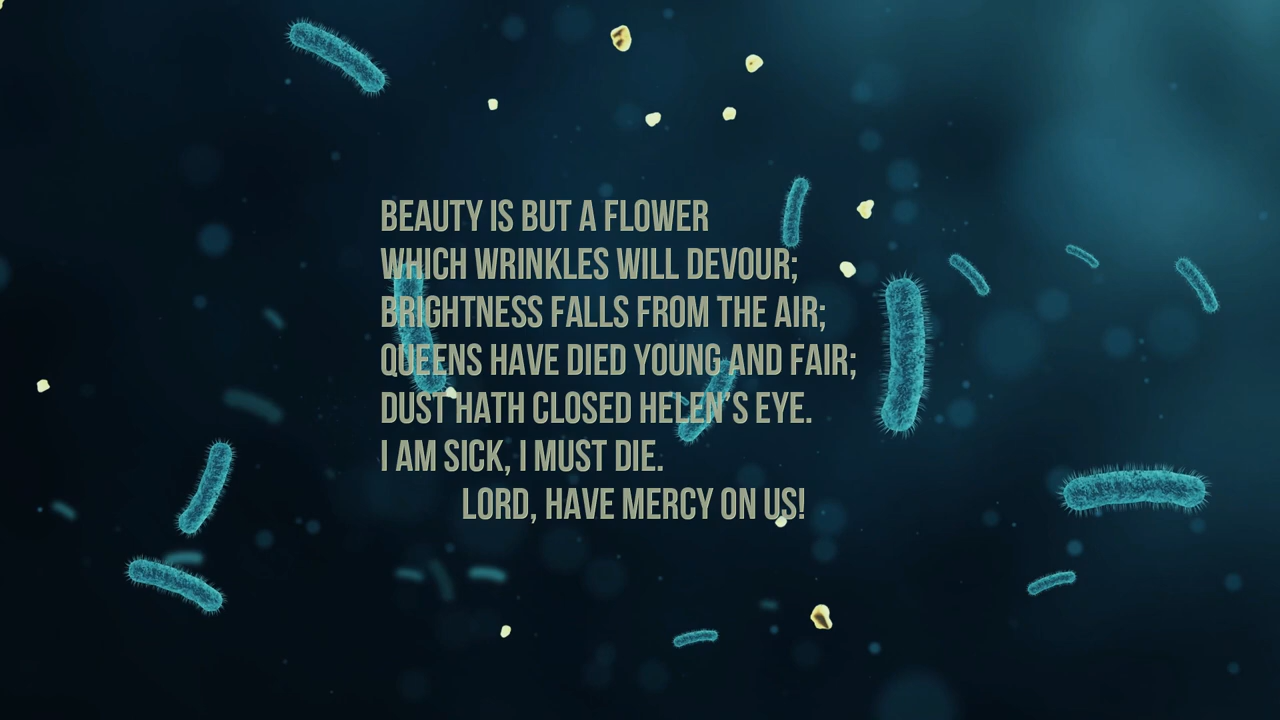 BEAUTY IS BUT A FLOWER
WHICH WRINKLES WILL DEVOUR;
BRIGHTNESS FALLS FROM THE AIR;
QUEENS HAVE DIED YOUNG AND FAIR;
DUST HATH CLOSED HELEN'S EYE.
I AM SICK, I MUST DIE.
LORD, HAVE MERCY ON US!